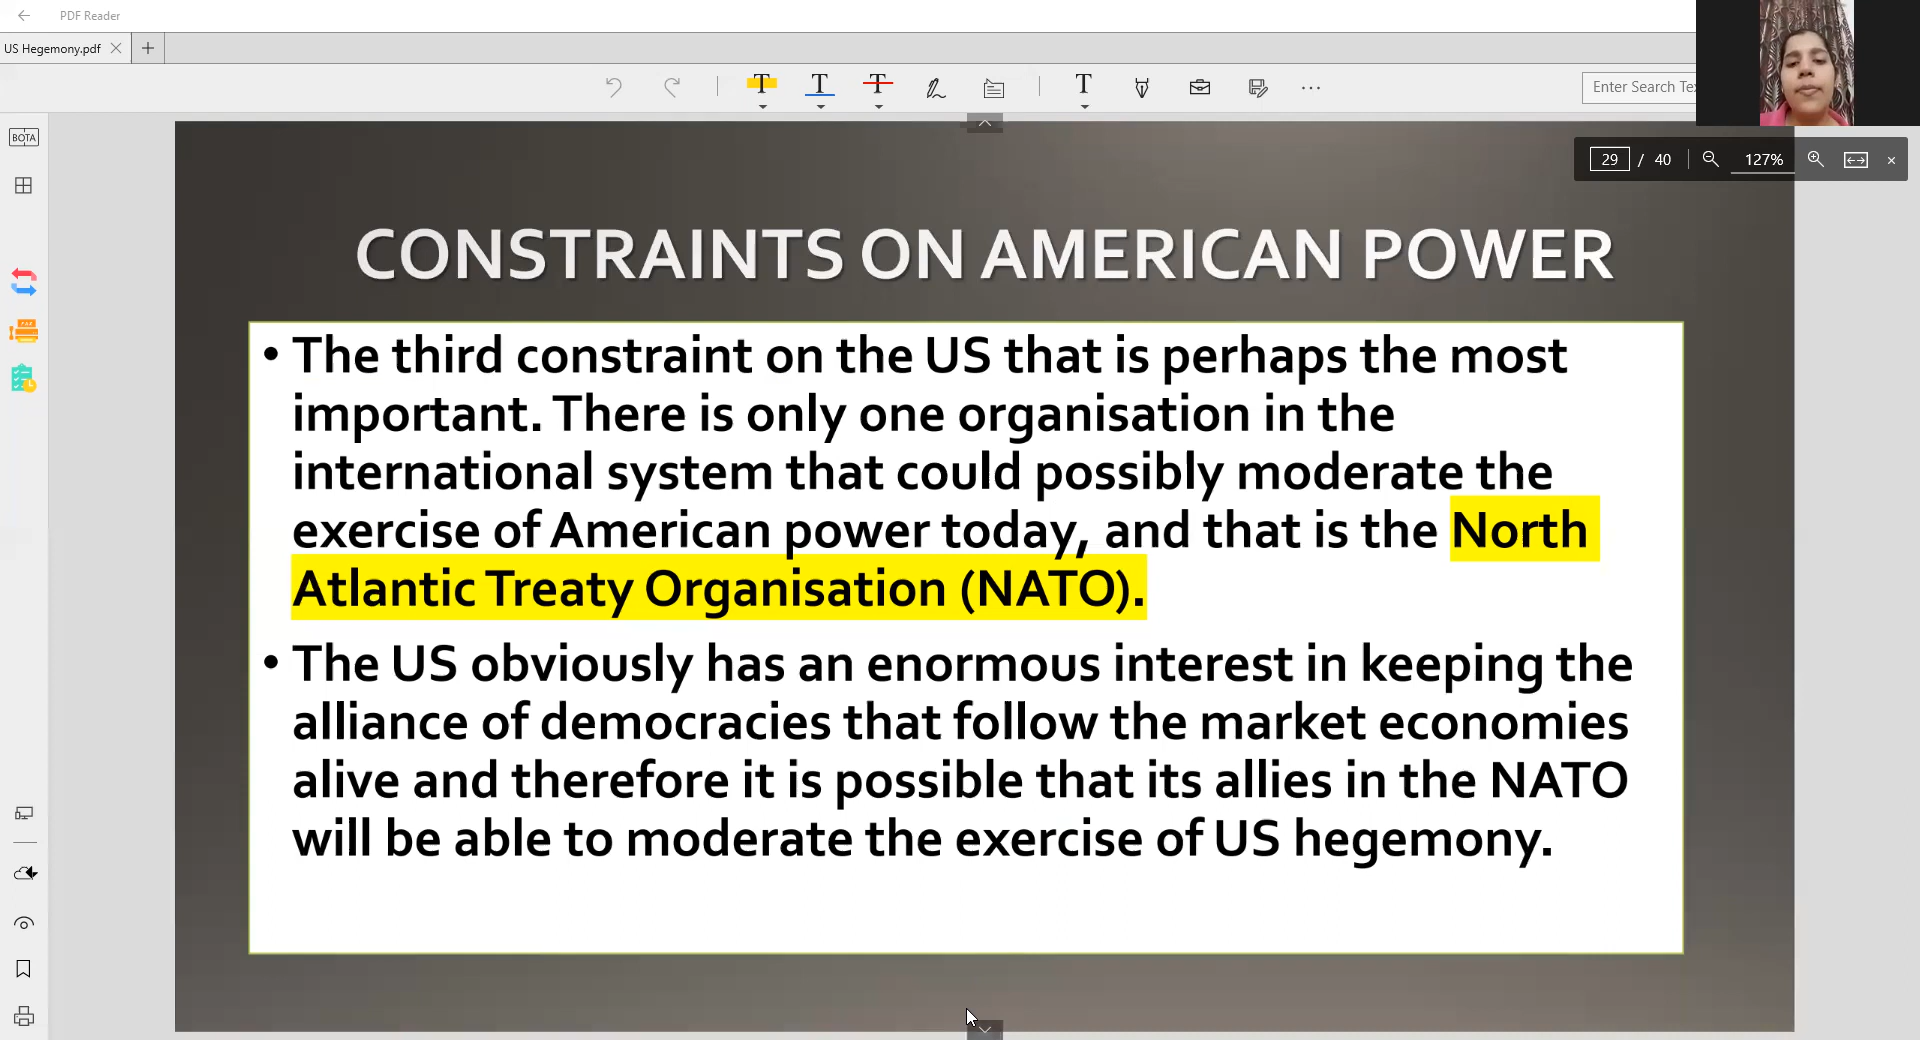 PDF Reader
US Hegemony.pdf
Enter Search Te
BOTA
29 / 40 127%
CONSTRAINTS ON AMERICAN POWER
• The third constraint on the US that is perhaps the most
important. There is only one organisation in the
international system that could possibly moderate the
exercise of American power today, and that is the North
Atlantic Treaty Organisation (NATO).
• The US obviously has an enormous interest in keeping the
alliance of democracies that follow the market economies
alive and therefore it is possible that its allies in the NATO
will be able to moderate the exercise of US hegemony.